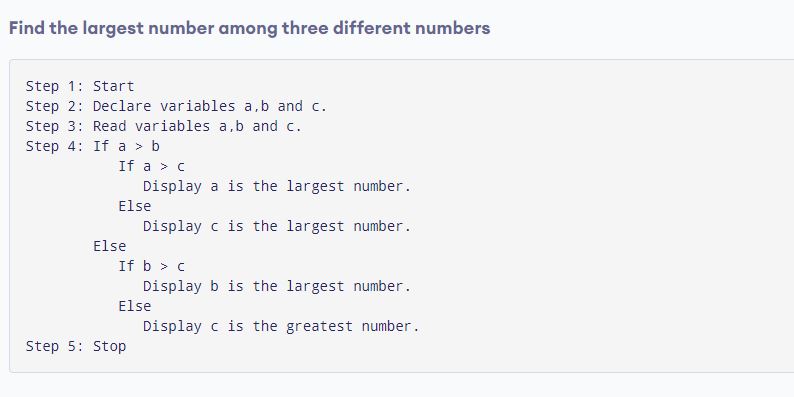 Find the largest number among three different numbers
Step 1: Start
Step 2: Declare variables a,b and c.
Step 3: Read variables a,b and c.
Step 4: If a > b
           If a > c
              Display a is the largest number.
           Else
              Display c is the largest number.
        Else
           If b > c
              Display b is the largest number.
           Else
              Display c is the greatest number.
Step 5: Stop